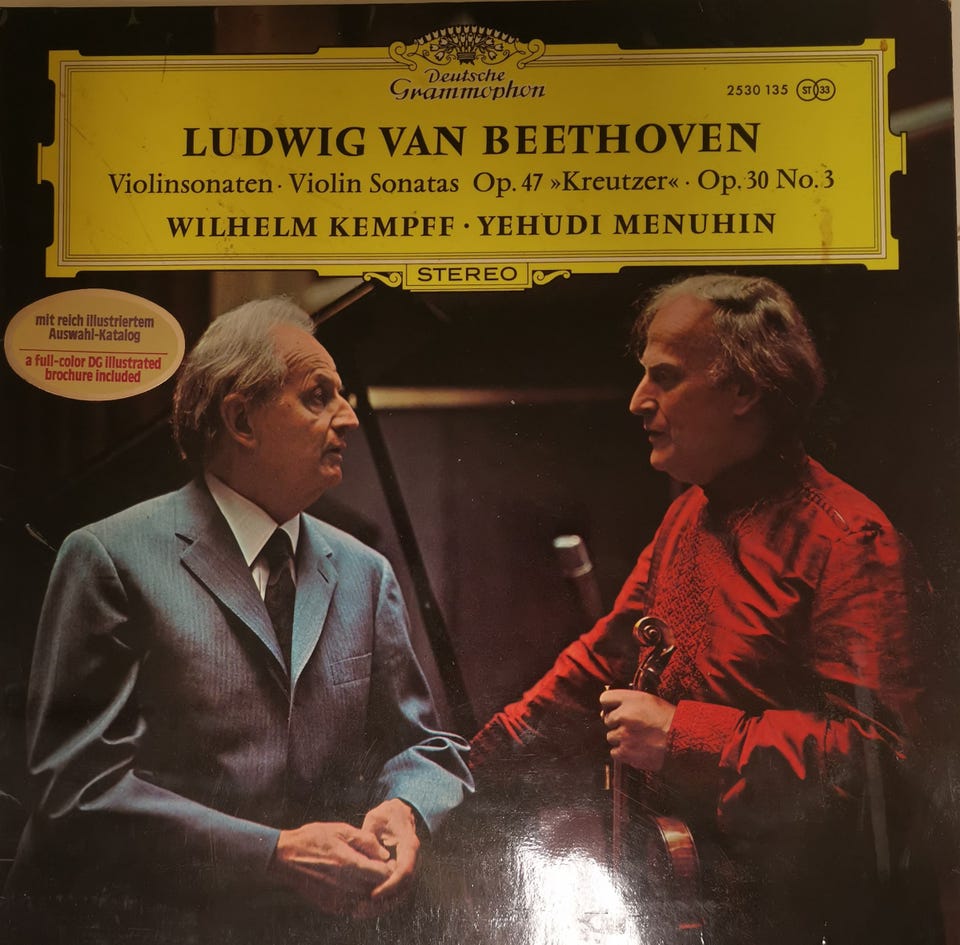 Deutsche
Grammophon
2530 135 ST 33
LUDWIG VAN BEETHOVEN
Violinsonaten · Violin Sonatas Op. 47 »Kreutzer« · Op. 30 No. 3
WILHELM KEMPFF · YEHUDI MENUHIN
STEREO
mit reich illustriertem
Auswahl-Katalog
a full-color DG illustrated
brochure included